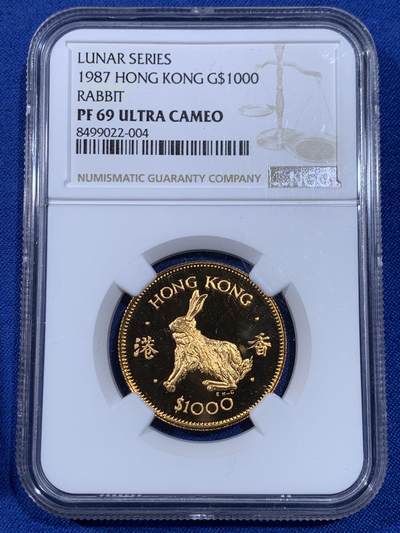 LUNAR SERIES
1987 HONG KONG G$1000
RABBIT
PF 69 ULTRA CAMEO
8499022-004
NUMISMATIC GUARANTY COMPANY
NGC
HONG KONG
港 香
$1000